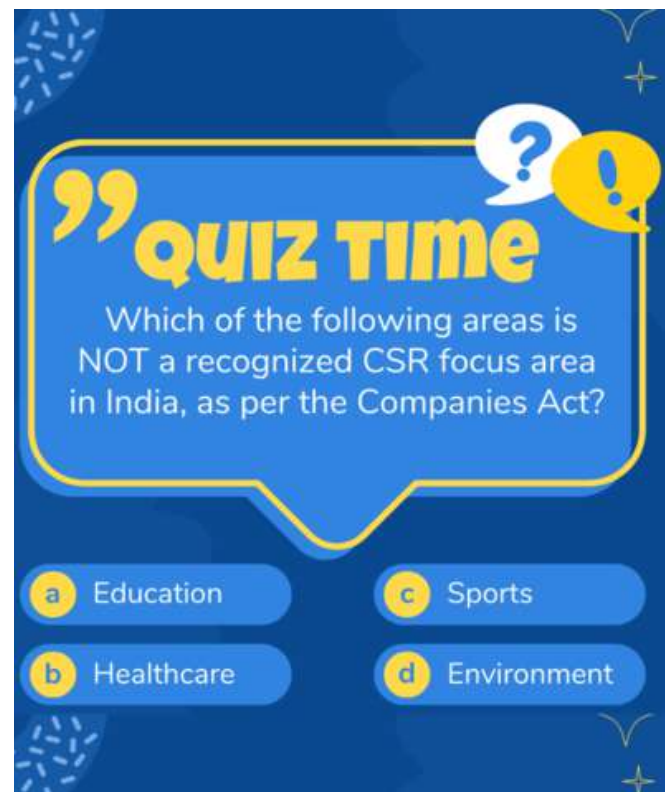 ? !
”QUIZ TIME
Which of the following areas is
NOT a recognized CSR focus area
in India, as per the Companies Act?
a Education
b Healthcare
c Sports
d Environment